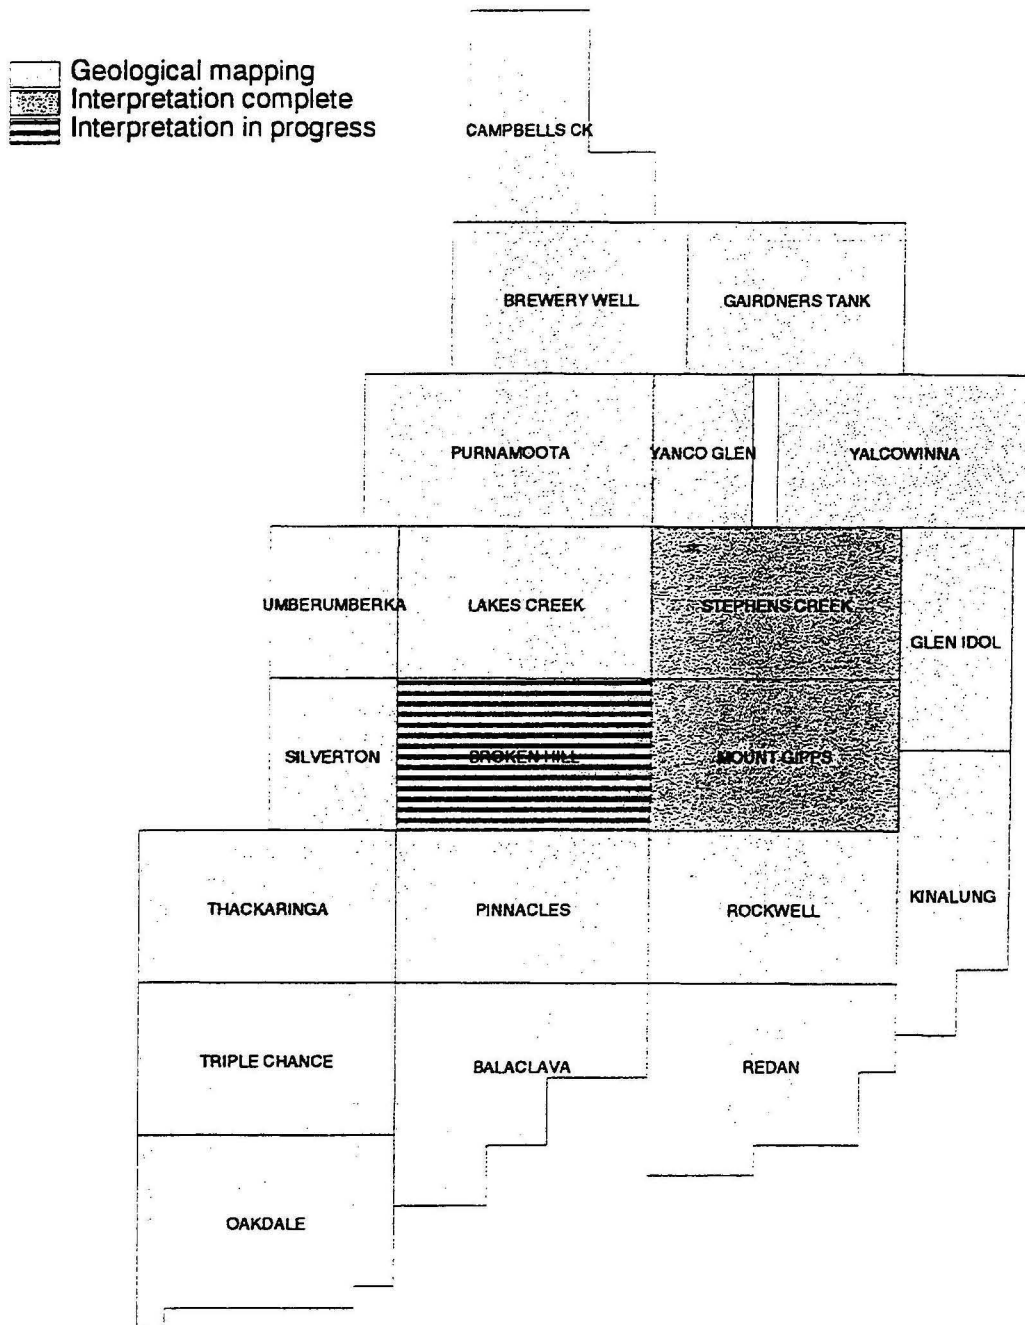 Geological mapping
Interpretation complete
Interpretation in progress
CAMPBELLS CK
BREWERY WELL
GAIRDNERS TANK
PURNAMOOTA
YANCO GLEN
YALCOWINNA
UMBERUMBERKA
LAKES CREEK
STEPHENS CREEK
GLEN IDOL
SILVERTON
BROKEN HILL
MOUNT GIPPS
THACKARINGA
PINNACLES
ROCKWELL
KINALUNG
TRIPLE CHANCE
BALACLAVA
REDAN
OAKDALE